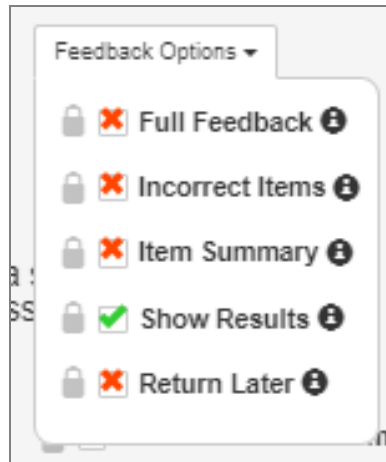 Feedback Options
Full Feedback
Incorrect Items
Item Summary
Show Results
Return Later